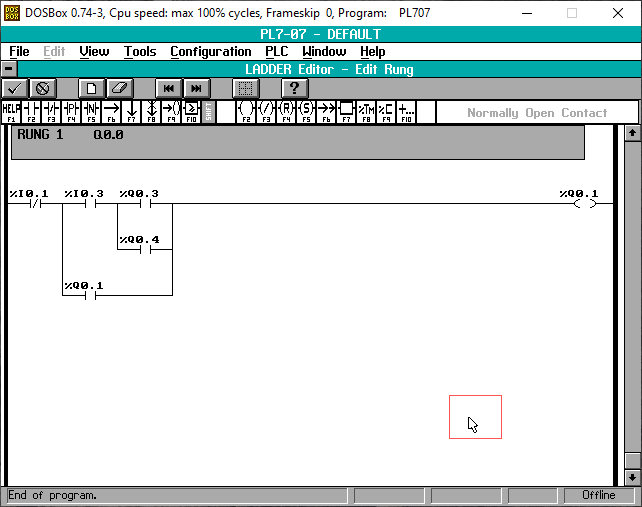 DOSBox 0.74-3, Cpu speed: max 100% cycles, Frameskip 0, Program: PL707
PL7-07 - DEFAULT
File Edit View Tools Configuration PLC Window Help
LADDER Editor - Edit Rung
?
HELP P N SHIFT / R S %TM %C +...
F1 F2 F3 F4 F5 F6 F7 F8 F9 F10 F2 F3 F4 F5 F6 F7 F8 F9 F10
Normally Open Contact
RUNG 1 Q0.0
%I0.1 %I0.3 %Q0.3 %Q0.1
%Q0.4
%Q0.1
End of program. Offline